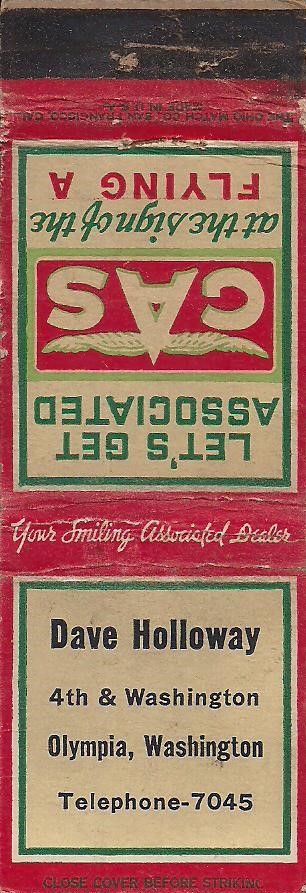 THE OHIO MATCH CO., SAN FRANCISCO, CAL.
MADE IN U.S.A.
LET'S GET
ASSOCIATED
GAS
at the sign of the
FLYING A
Your Smiling Associated Dealer
Dave Holloway
4th & Washington
Olympia, Washington
Telephone-7045
CLOSE COVER BEFORE STRIKING